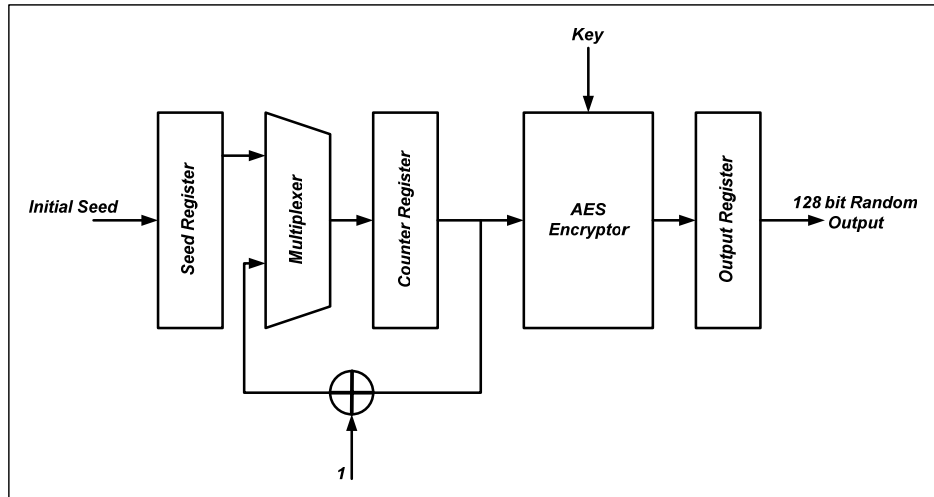 Key
Initial Seed
Seed Register
Multiplexer
Counter Register
AES
Encryptor
Output Register
128 bit Random
Output
1